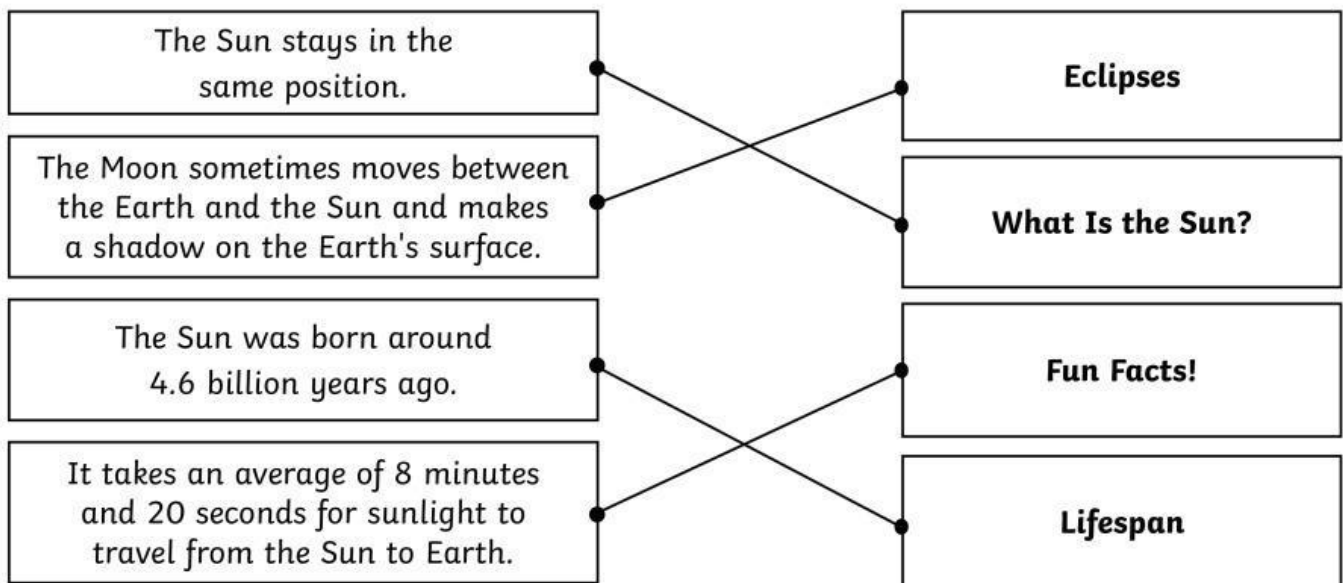 The Sun stays in the
same position.
The Moon sometimes moves between
the Earth and the Sun and makes
a shadow on the Earth's surface.
The Sun was born around
4.6 billion years ago.
It takes an average of 8 minutes
and 20 seconds for sunlight to
travel from the Sun to Earth.
Eclipses
What Is the Sun?
Fun Facts!
Lifespan